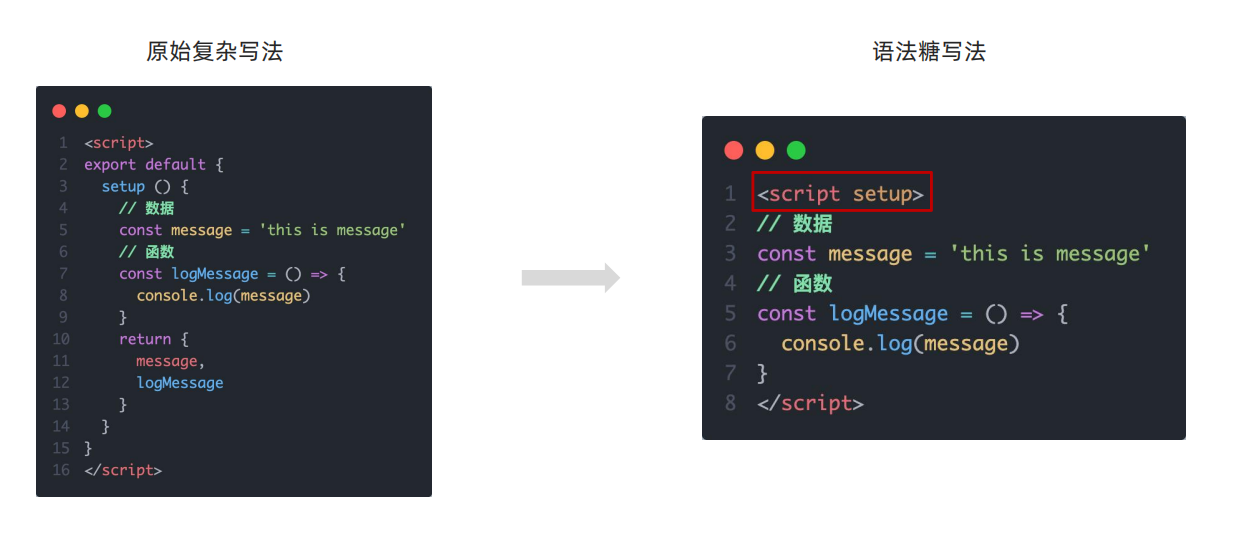 原始复杂写法
1 <script>
2 export default {
3   setup () {
4     // 数据
5     const message = 'this is message'
6     // 函数
7     const logMessage = () => {
8       console.log(message)
9     }
10     return {
11       message,
12       logMessage
13     }
14   }
15 }
16 </script>
语法糖写法
1 <script setup>
2 // 数据
3 const message = 'this is message'
4 // 函数
5 const logMessage = () => {
6   console.log(message)
7 }
8 </script>